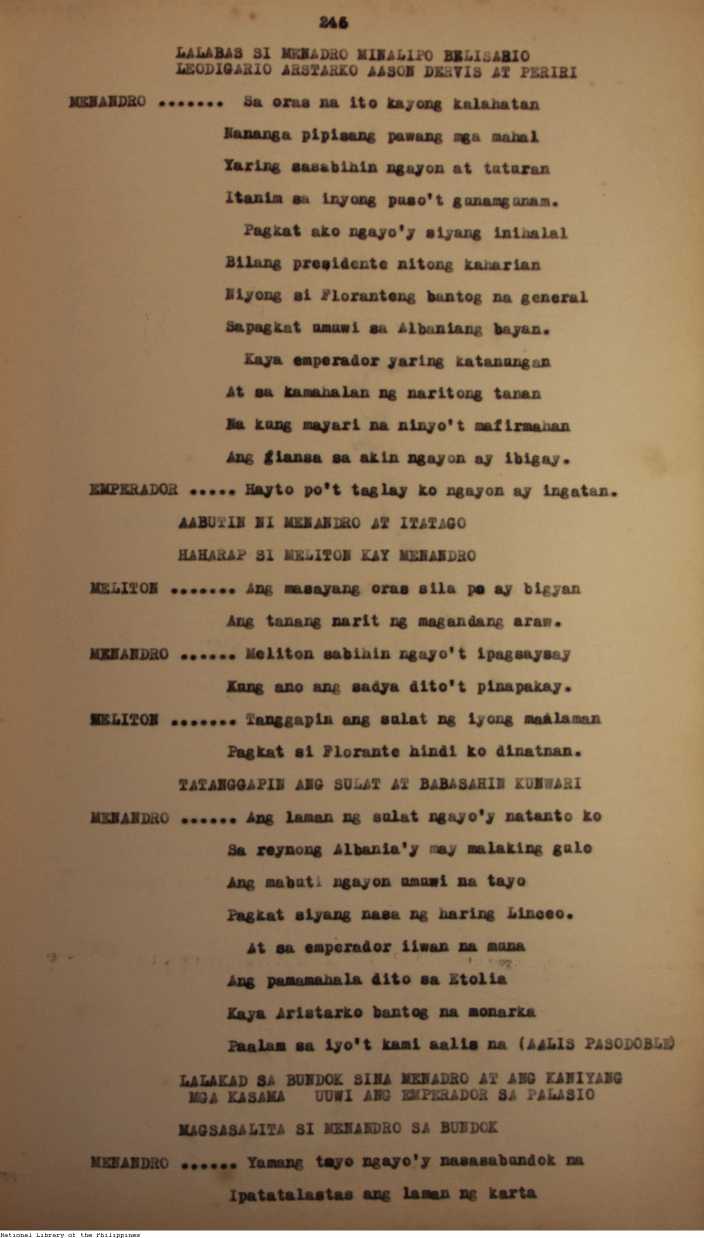 246
LALABAS SI MENADRO MINALIPO BELISARIO
LEODIGARIO ARSTARKO AASON DERVIS AT PERIRI
MENANDRO ....... Sa oras na ito kayong kalahatan
Nananga pipisang pawang mga mahal
Yaring sasabihin ngayon at tuturan
Itanim sa inyong puso't gunamgunam.
Pagkat ako ngayo'y siyang inihalal
Bilang presidente nitong kaharian
Niyong si Floranteng bantog na general
Sapagkat umuwi sa Albaniang bayan.
Kaya emperador yaring katanungan
At sa kamahalan ng naritong tanan
Na kung mayari na ninyo't mafirmahan
Ang giansa sa akin ngayon ay ibigay.
EMPERADOR ..... Hayto po't taglay ko ngayon ay ingatan.
AABUTIN NI MENANDRO AT ITATAGO
HAHARAP SI MELITON KAY MENANDRO
MELITON ....... Ang masayang oras sila po ay bigyan
Ang tanang narit ng magandang araw.
MENANDRO ...... Meliton sabihin ngayo't ipagsaysay
Kung ano ang sadya dito't pinapakay.
MELITON ....... Tanggapin ang sulat ng iyong maalaman
Pagkat si Florante hindi ko dinatnan.
TATANGGAPIN ANG SULAT AT BABASAHIN KUNWARI
MENANDRO ...... Ang laman ng sulat ngayo'y natanto ko
Sa reynong Albania'y may malaking gulo
Ang mabuti ngayon umuwi na tayo
Pagkat siyang nasa ng haring Linceo.
At sa emperador iiwan na muna
Ang pamamahala dito sa Etolia
Kaya Aristarko bantog na monarka
Paalam sa iyo't kami aalis na (AALIS PASODOBLE)
LALAKAD SA BUNDOK SINA MENADRO AT ANG KANIYANG
MGA KASAMA UUWI ANG EMPERADOR SA PALASIO
MAGSASALITA SI MENANDRO SA BUNDOK
MENANDRO ...... Yamang tayo ngayo'y nasasabundok na
Ipatatalastas ang laman ng karta
National Library of the Philippines